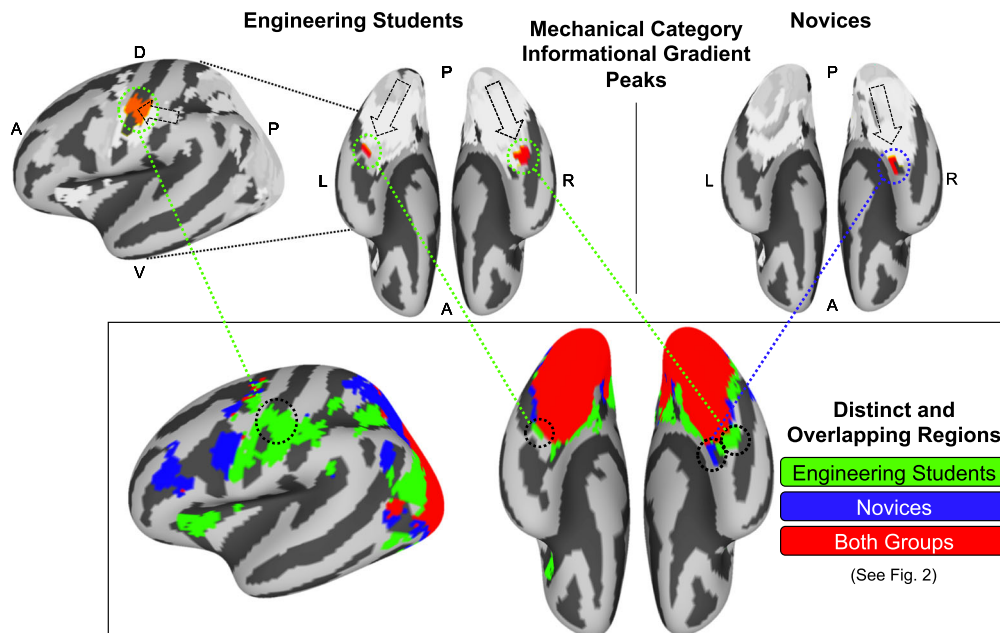 Engineering Students
Mechanical Category
Informational Gradient
Peaks
Novices
D
A
P
V
P
L
R
A
P
L
R
A
Distinct and
Overlapping Regions
Engineering Students
Novices
Both Groups
(See Fig. 2)